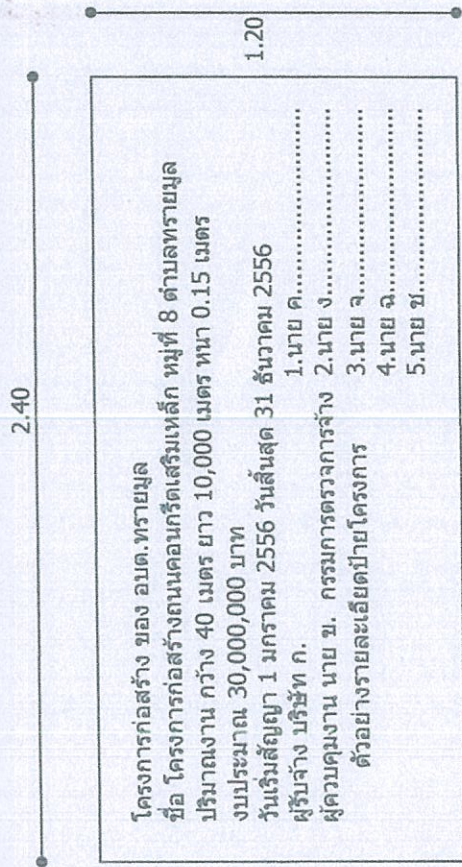 2.40
1.20
โครงการก่อสร้าง ของ อบต.ทรายมูล
ชื่อ โครงการก่อสร้างถนนคอนกรีตเสริมเหล็ก หมู่ที่ 8 ตำบลทรายมูล
ปริมาณงาน กว้าง 40 เมตร ยาว 10,000 เมตร หนา 0.15 เมตร
งบประมาณ 30,000,000 บาท
วันเริ่มสัญญา 1 มกราคม 2556 วันสิ้นสุด 31 ธันวาคม 2556
ผู้รับจ้าง บริษัท ก. 1.นาย ค..............................
ผู้ควบคุมงาน นาย ข. กรรมการตรวจการจ้าง 2.นาย ง..............................
3.นาย จ..............................
ตัวอย่างรายละเอียดป้ายโครงการ 4.นาย ฉ..............................
5.นาย ช..............................